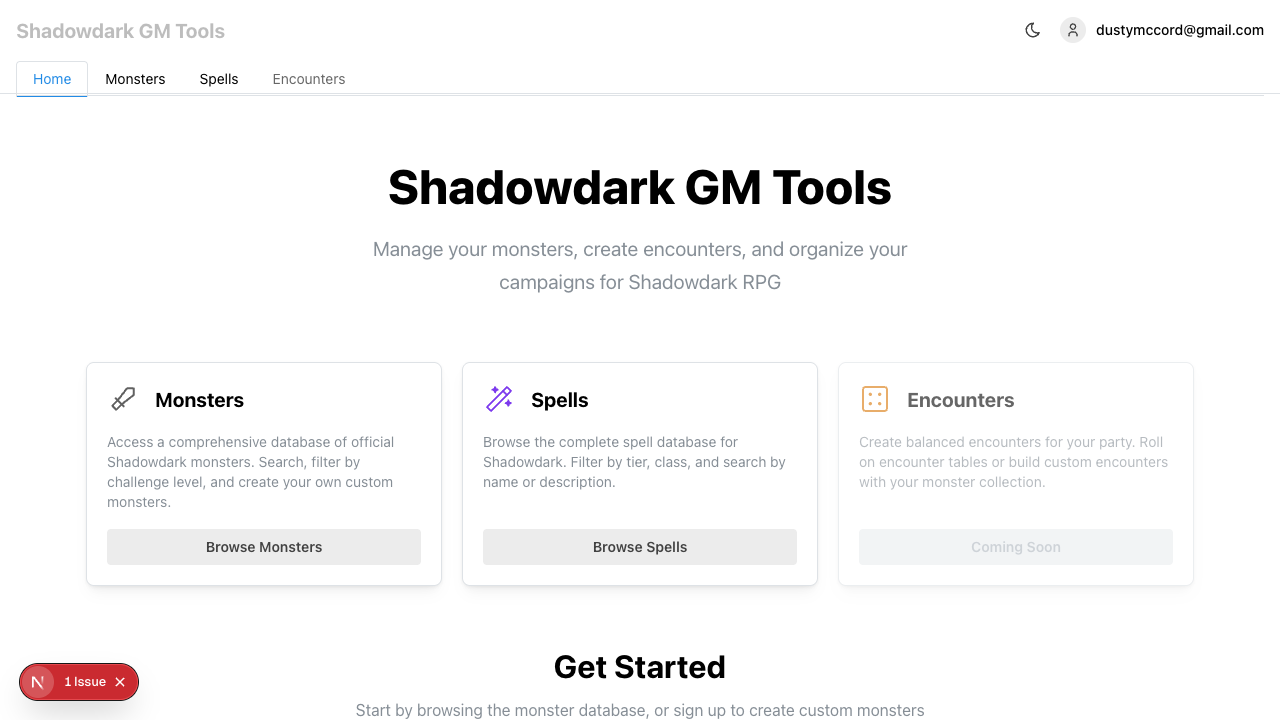 Shadowdark GM Tools
dustymccord@gmail.com
Home
Monsters
Spells
Encounters
Shadowdark GM Tools
Manage your monsters, create encounters, and organize your
campaigns for Shadowdark RPG
Monsters
Access a comprehensive database of official
Shadowdark monsters. Search, filter by
challenge level, and create your own custom
monsters.
Browse Monsters
Spells
Browse the complete spell database for
Shadowdark. Filter by tier, class, and search by
name or description.
Browse Spells
Encounters
Create balanced encounters for your party. Roll
on encounter tables or build custom encounters
with your monster collection.
Coming Soon
Get Started
Start by browsing the monster database, or sign up to create custom monsters
N
1 Issue